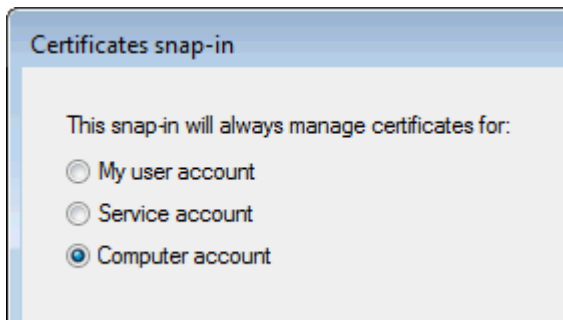 Certificates snap-in
This snap-in will always manage certificates for:
My user account
Service account
Computer account